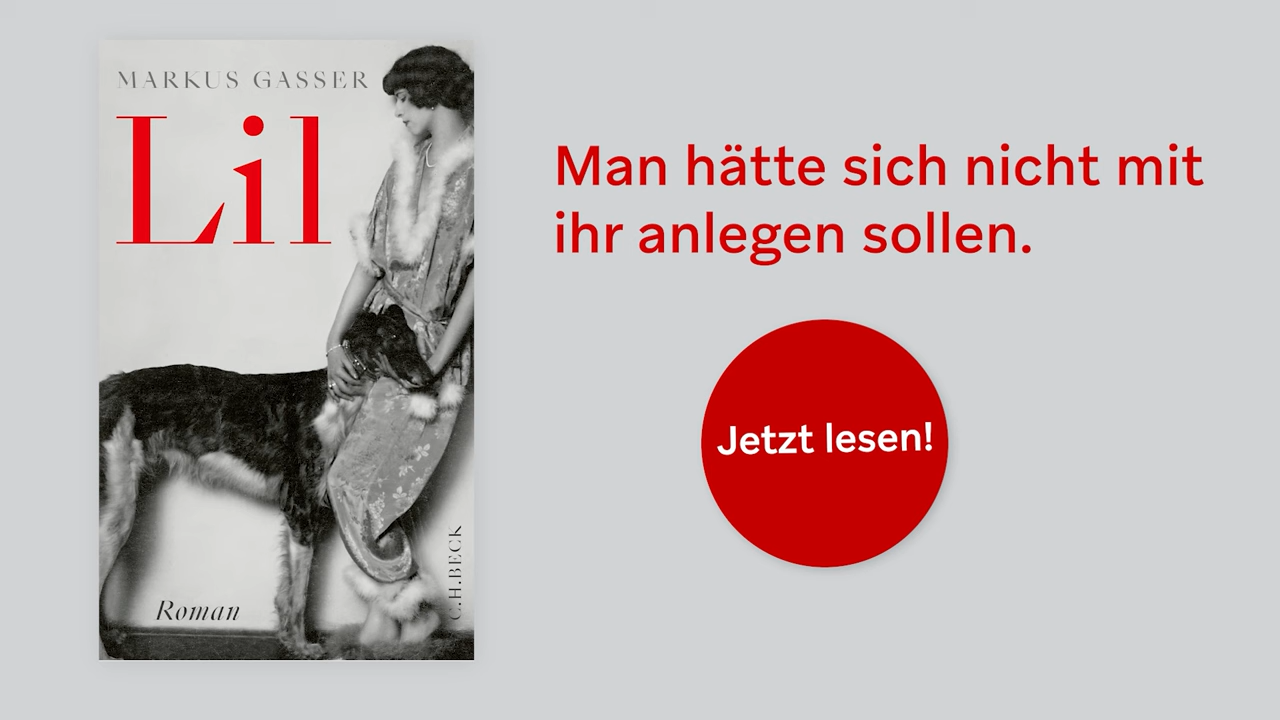 MARKUS GASSER
Lil
Roman
C.H.BECK
Man hätte sich nicht mit
ihr anlegen sollen.
Jetzt lesen!